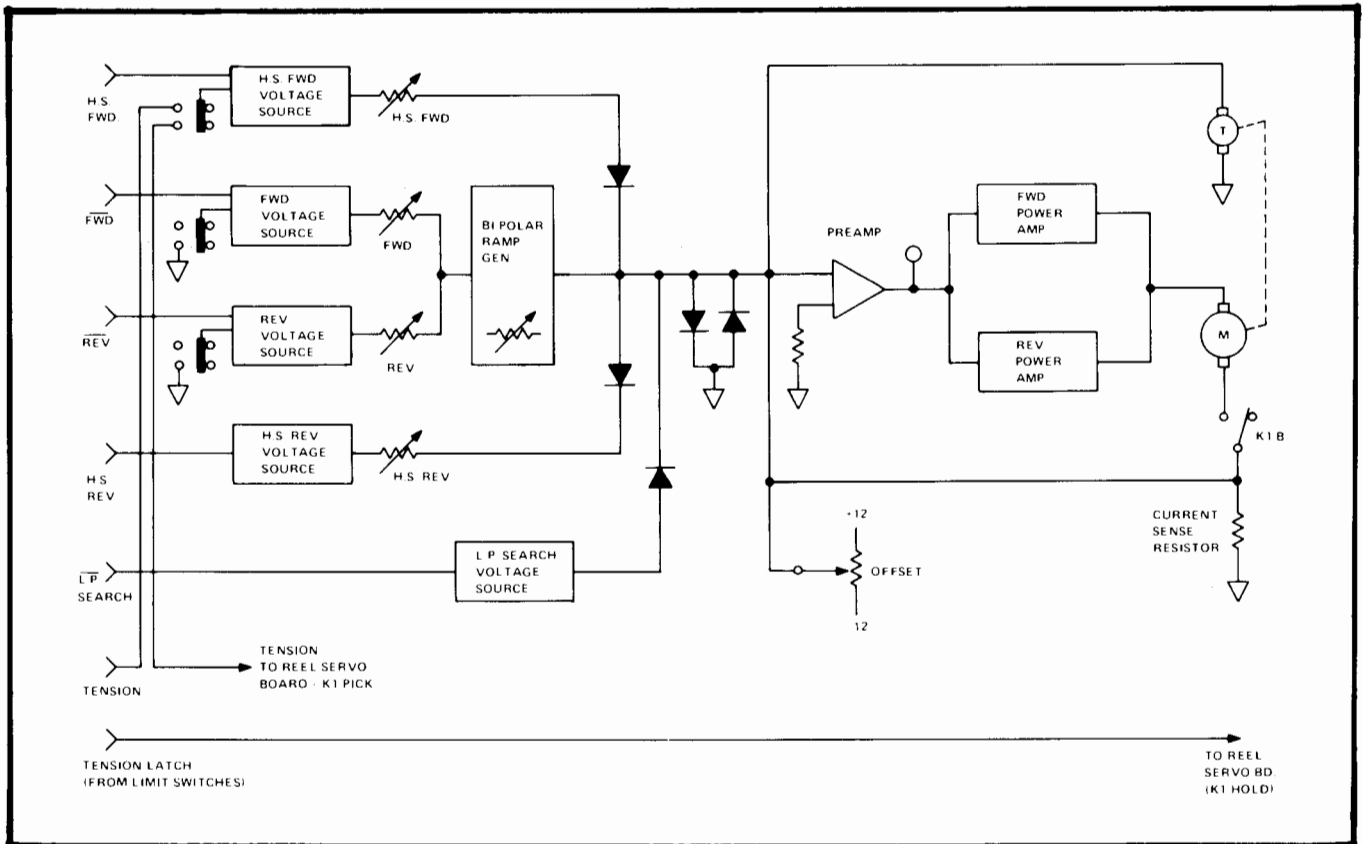 H.S. FWD
VOLTAGE
SOURCE
H.S.
FWD.
H.S. FWD
FWD
VOLTAGE
SOURCE
FWD
FWD
BI POLAR
RAMP
GEN
REV
VOLTAGE
SOURCE
REV
REV
H.S REV
VOLTAGE
SOURCE
H.S
REV
H.S REV
LP SEARCH
VOLTAGE
SOURCE
LP
SEARCH
PREAMP
FWD
POWER
AMP
REV
POWER
AMP
T
M
K1B
CURRENT
SENSE
RESISTOR
+12
OFFSET
12
TENSION
TENSION
TO REEL SERVO
BOARD - K1 PICK
TENSION LATCH
(FROM LIMIT SWITCHES)
TO REEL
SERVO BD.
(K1 HOLD)